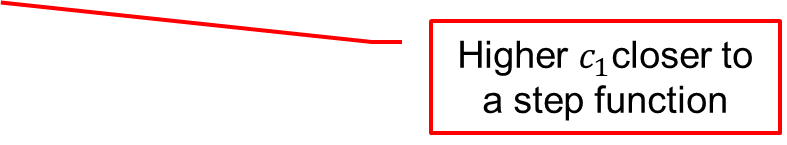 Higher c₁ closer to
a step function